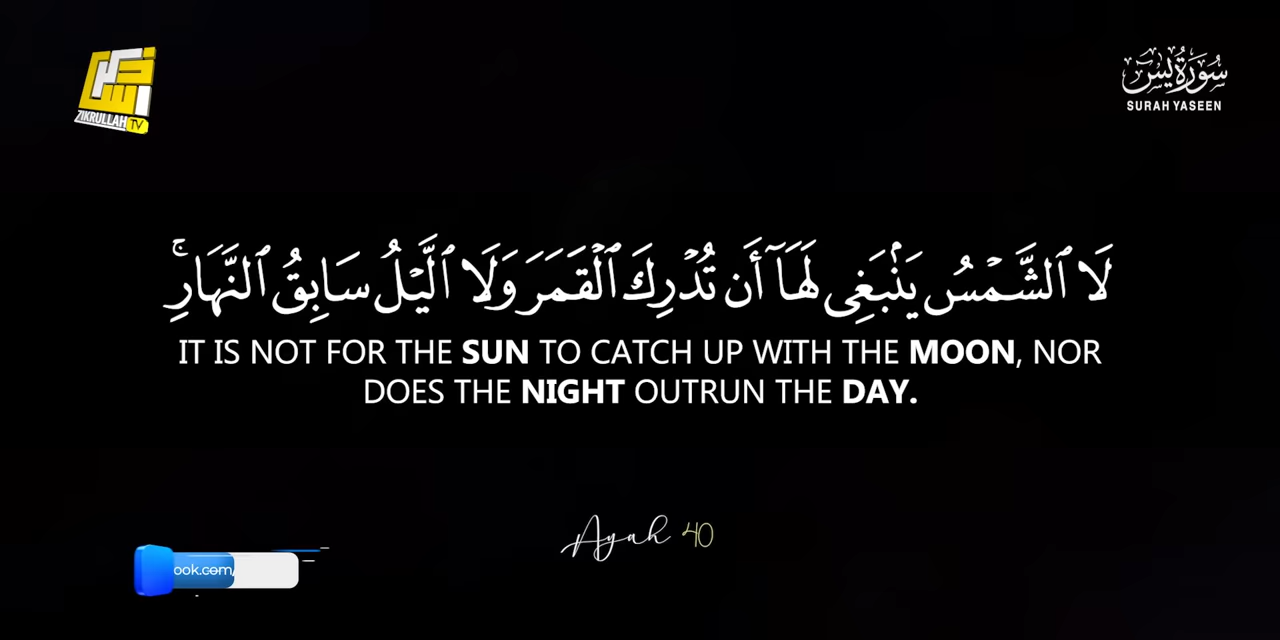 ZIKRULLAH TV
سُورَةُ يس
SURAH YASEEN
لَا ٱلشَّمْسُ يَنۢبَغِى لَهَآ أَن تُدْرِكَ ٱلْقَمَرَ وَلَا ٱلَّيْلُ سَابِقُ ٱلنَّهَارِ ۚ
IT IS NOT FOR THE SUN TO CATCH UP WITH THE MOON, NOR
DOES THE NIGHT OUTRUN THE DAY.
Ayah 40
ook.com/